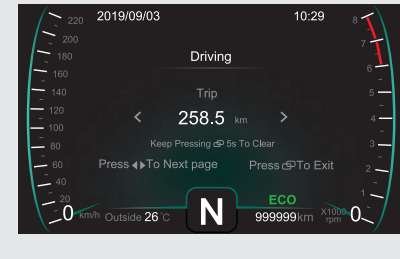 2019/09/03 10:29
220
200
180
160
140
120
100
80
60
40
20
0 km/h
Driving
Trip
258.5 km
Keep Pressing 5s To Clear
Press To Next page Press To Exit
Outside 26 °C
N
ECO
999999 km
8
7
6
5
4
3
2
1
0
X1000
rpm